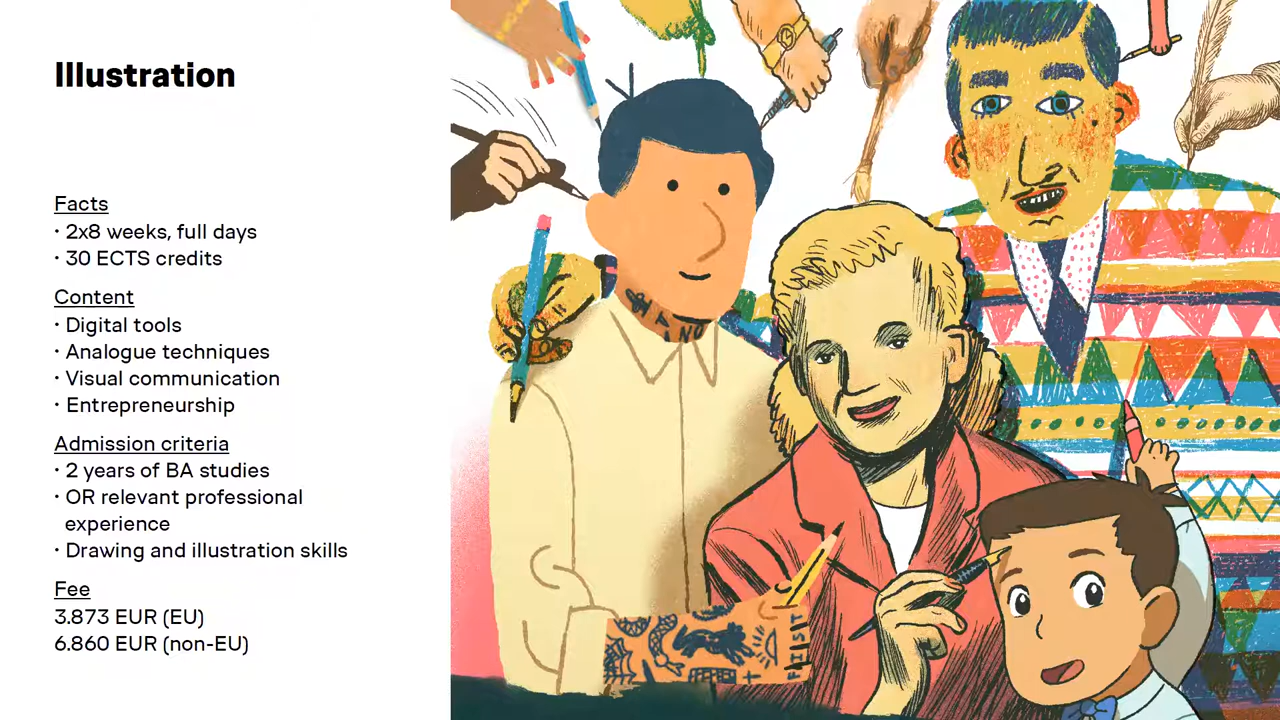 Illustration
Facts
· 2x8 weeks, full days
· 30 ECTS credits
Content
· Digital tools
· Analogue techniques
· Visual communication
· Entrepreneurship
Admission criteria
· 2 years of BA studies
· OR relevant professional
experience
· Drawing and illustration skills
Fee
3.873 EUR (EU)
6.860 EUR (non-EU)